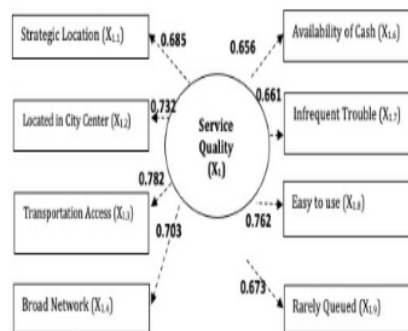 Strategic Location (X1.1)
0.685
0.656
Availability of Cash (X1.6)
Located in City Center (X1.2)
0.732
0.661
Infrequent Trouble (X1.7)
Service
Quality
(X1)
Transportation Access (X1.3)
0.782
0.762
Easy to use (X1.8)
0.703
Broad Network (X1.4)
0.673
Rarely Queued (X1.9)